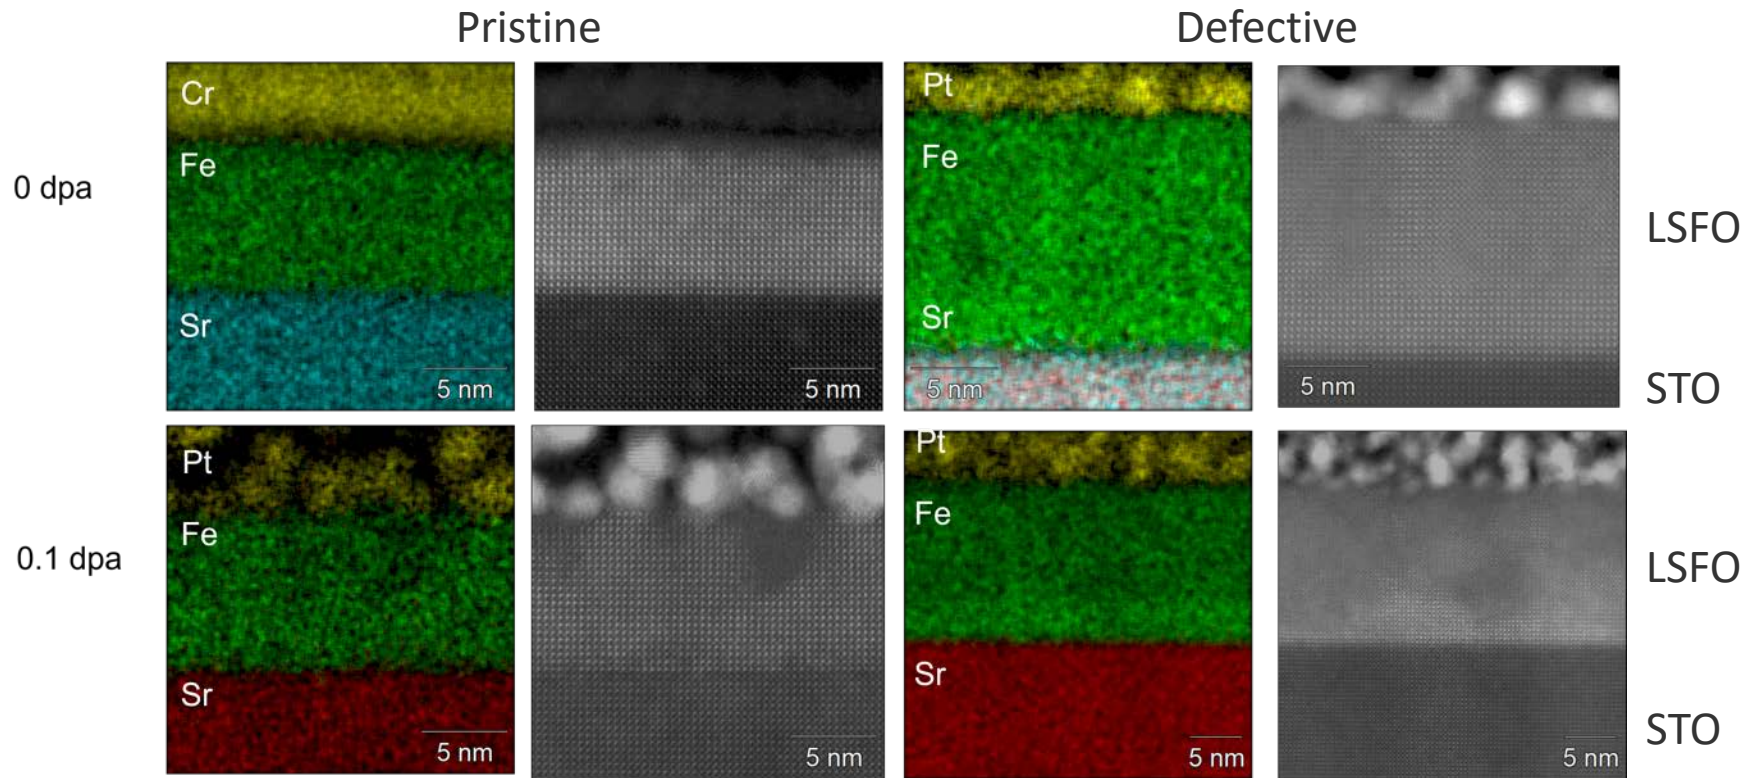 Pristine
Defective
0 dpa
Cr
Fe
Sr
5 nm
5 nm
Pt
Fe
Sr
5 nm
5 nm
LSFO
STO
0.1 dpa
Pt
Fe
Sr
5 nm
5 nm
Pt
Fe
Sr
5 nm
5 nm
LSFO
STO